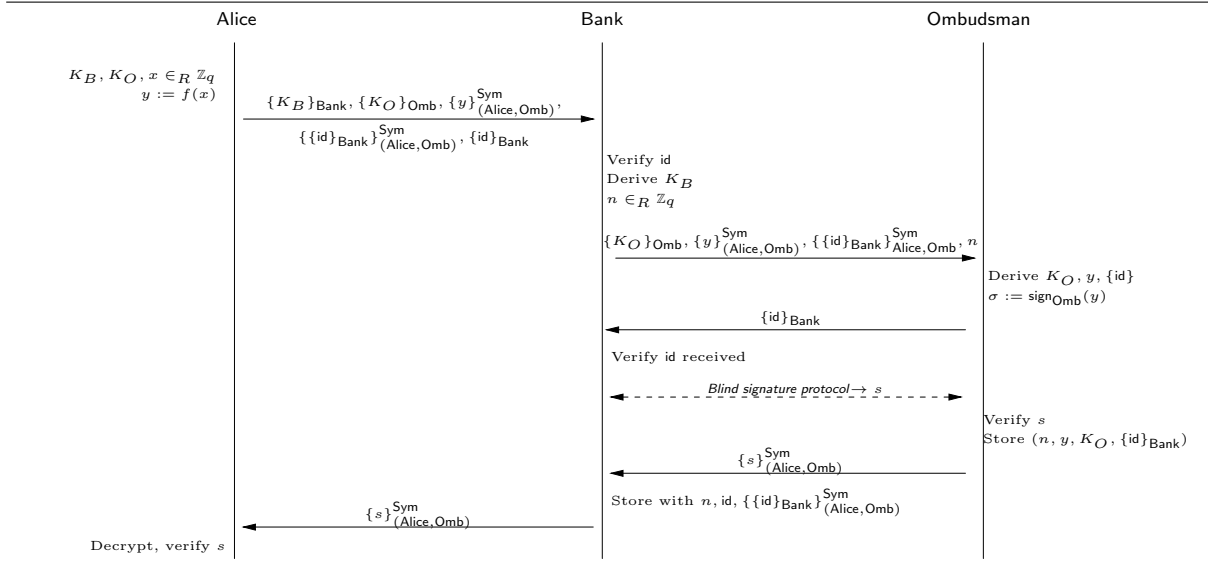 Alice Bank Ombudsman
K_B, K_O, x ∈_R ℤ_q
y := f(x)
{K_B}_Bank, {K_O}_Omb, {y}^Sym_(Alice,Omb),
{{id}_Bank}^Sym_(Alice,Omb), {id}_Bank
Verify id
Derive K_B
n ∈_R ℤ_q
{K_O}_Omb, {y}^Sym_(Alice,Omb), {{id}_Bank}^Sym_Alice,Omb, n
Derive K_O, y, {id}
σ := sign_Omb(y)
{id}_Bank
Verify id received
Blind signature protocol→ s
Verify s
Store (n, y, K_O, {id}_Bank)
{s}^Sym_(Alice,Omb)
Store with n, id, {{id}_Bank}^Sym_(Alice,Omb)
{s}^Sym_(Alice,Omb)
Decrypt, verify s